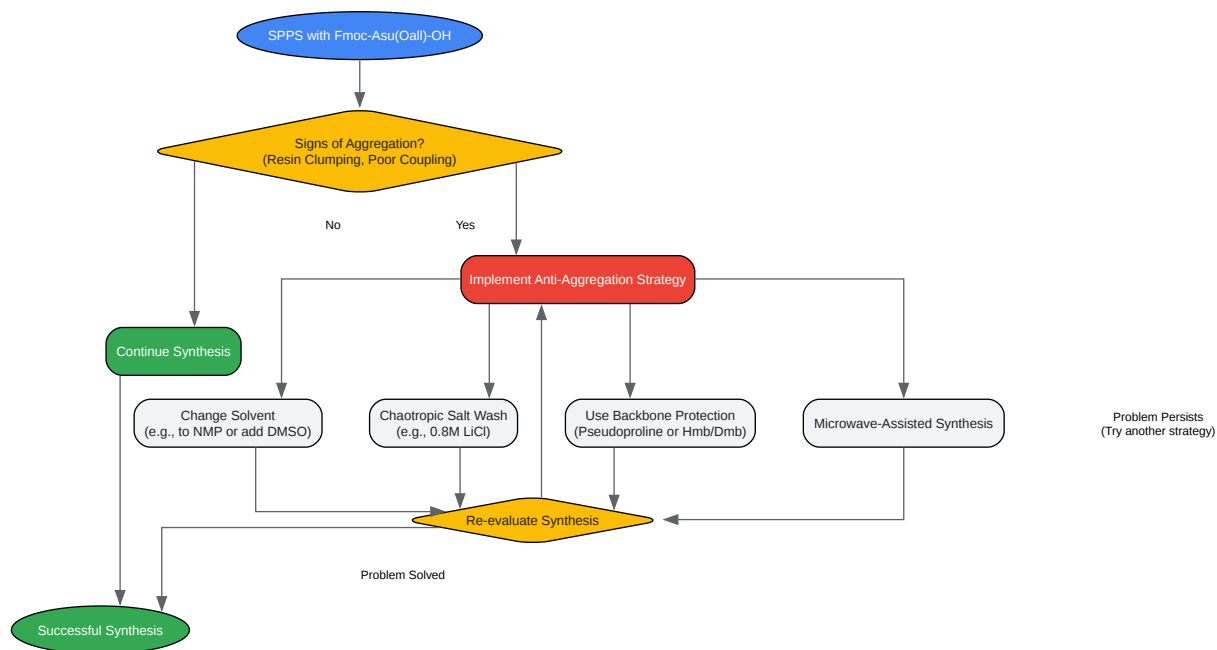 SPPS with Fmoc-Asu(Oall)-OH
Signs of Aggregation?
(Resin Clumping, Poor Coupling)
No
Yes
Implement Anti-Aggregation Strategy
Continue Synthesis
Change Solvent
(e.g., to NMP or add DMSO)
Chaotropic Salt Wash
(e.g., 0.8M LiCl)
Use Backbone Protection
(Pseudoproline or Hmb/Dmb)
Microwave-Assisted Synthesis
Problem Persists
(Try another strategy)
Re-evaluate Synthesis
Problem Solved
Successful Synthesis